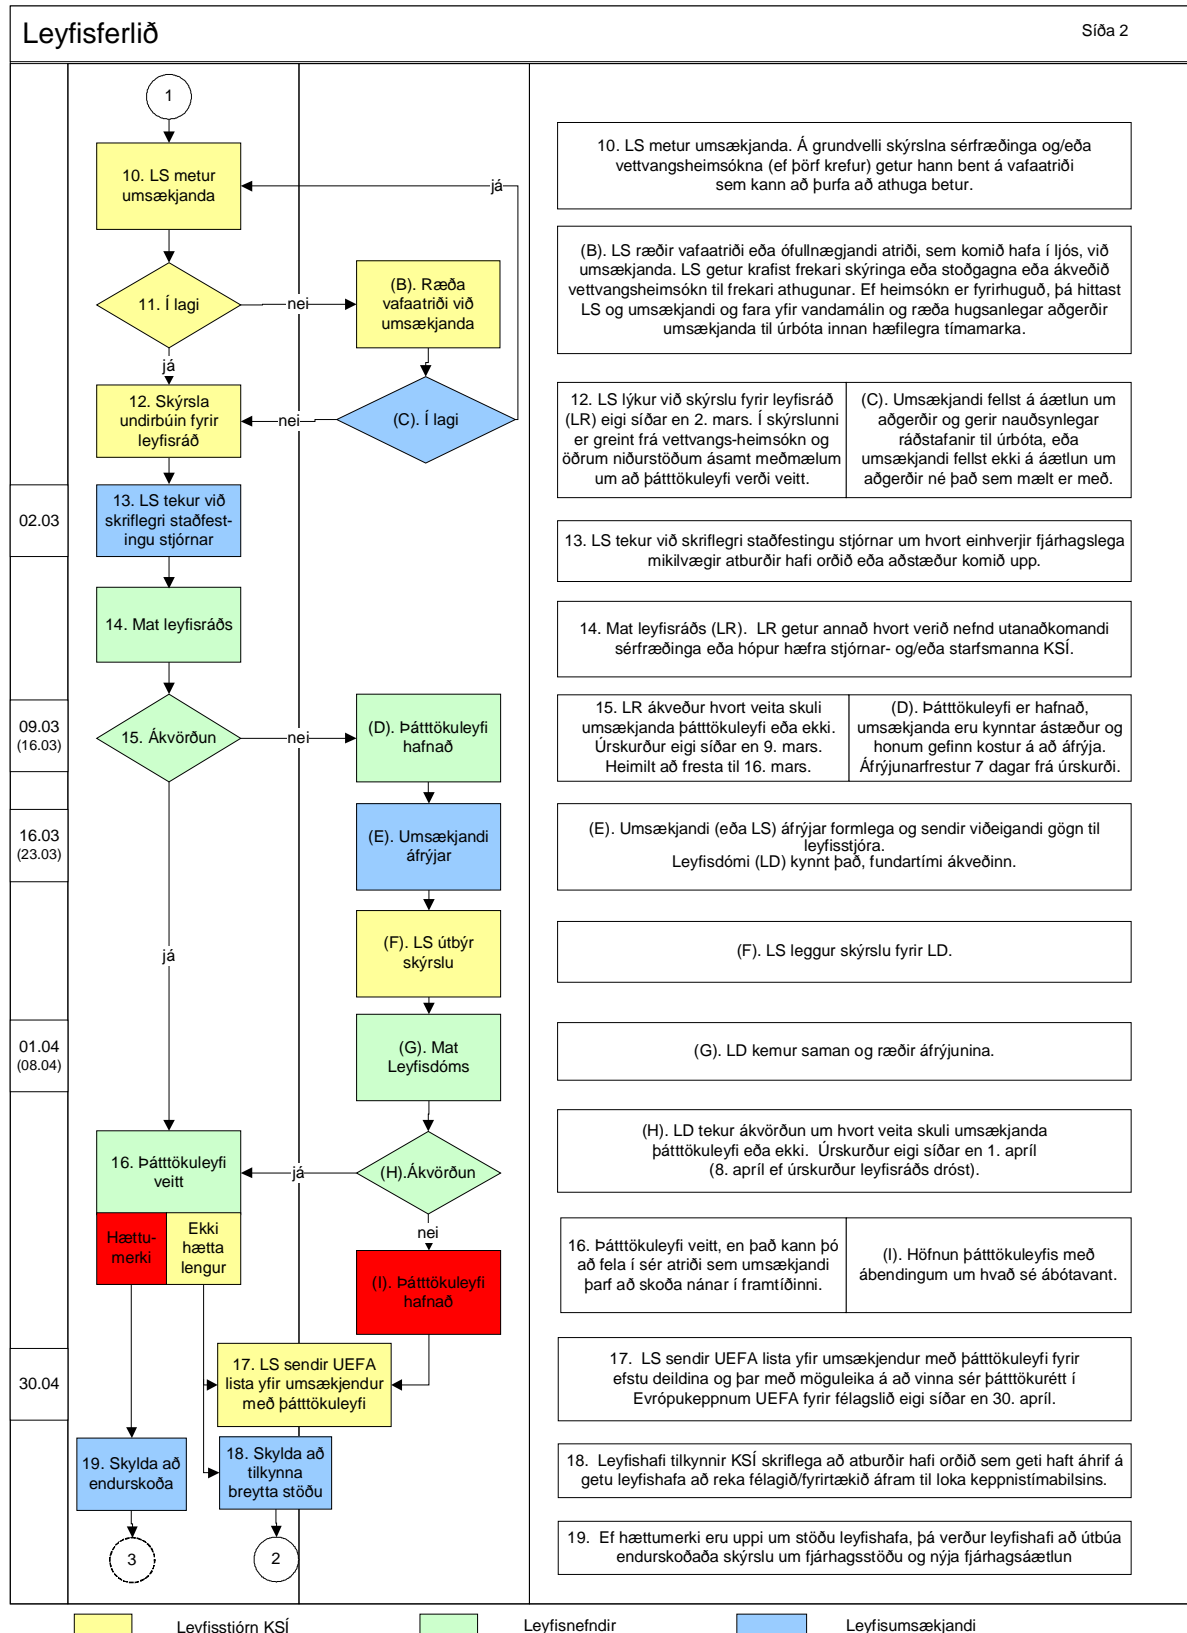 Leyfisferlið
Síða 2
1
10. LS metur
umsækjanda
já
10. LS metur umsækjanda. Á grundvelli skýrslna sérfræðinga og/eða
vettvangsheimsókna (ef þörf krefur) getur hann bent á vafaatriði
sem kann að þurfa að athuga betur.
11. Í lagi
nei
(B). Ræða
vafaatriði við
umsækjanda
(B). LS ræðir vafaatriði eða ófullnægjandi atriði, sem komið hafa í ljós, við
umsækjanda. LS getur krafist frekari skýringa eða stoðgagna eða ákveðið
vettvangsheimsókn til frekari athugunar. Ef heimsókn er fyrirhuguð, þá hittast
LS og umsækjandi og fara yfir vandamálin og ræða hugsanlegar aðgerðir
umsækjanda til úrbóta innan hæfilegra tímamarka.
já
12. Skýrsla
undirbúin fyrir
leyfisráð
nei
(C). Í lagi
12. LS lýkur við skýrslu fyrir leyfisráð
(LR) eigi síðar en 2. mars. Í skýrslunni
er greint frá vettvangs-heimsókn og
öðrum niðurstöðum ásamt meðmælum
um að þátttökuleyfi verði veitt.
(C). Umsækjandi fellst á áætlun um
aðgerðir og gerir nauðsynlegar
ráðstafanir til úrbóta, eða
umsækjandi fellst ekki á áætlun um
aðgerðir né það sem mælt er með.
02.03
13. LS tekur við
skriflegri staðfest-
ingu stjórnar
13. LS tekur við skriflegri staðfestingu stjórnar um hvort einhverjir fjárhagslega
mikilvægir atburðir hafi orðið eða aðstæður komið upp.
14. Mat leyfisráðs
14. Mat leyfisráðs (LR).  LR getur annað hvort verið nefnd utanaðkomandi
sérfræðinga eða hópur hæfra stjórnar- og/eða starfsmanna KSÍ.
09.03
(16.03)
15. Ákvörðun
nei
(D). Þátttökuleyfi
hafnað
15. LR ákveður hvort veita skuli
umsækjanda þátttökuleyfi eða ekki.
Úrskurður eigi síðar en 9. mars.
Heimilt að fresta til 16. mars.
(D). Þátttökuleyfi er hafnað,
umsækjanda eru kynntar ástæður og
honum gefinn kostur á að áfrýja.
Áfrýjunarfrestur 7 dagar frá úrskurði.
16.03
(23.03)
(E). Umsækjandi
áfrýjar
(E). Umsækjandi (eða LS) áfrýjar formlega og sendir viðeigandi gögn til
leyfisstjóra.
Leyfisdómi (LD) kynnt það, fundartími ákveðinn.
já
(F). LS útbýr
skýrslu
(F). LS leggur skýrslu fyrir LD.
01.04
(08.04)
(G). Mat
Leyfisdóms
(G). LD kemur saman og ræðir áfrýjunina.
16. Þátttökuleyfi
veitt
já
(H).Ákvörðun
(H). LD tekur ákvörðun um hvort veita skuli umsækjanda
þátttökuleyfi eða ekki.  Úrskurður eigi síðar en 1. apríl
(8. apríl ef úrskurður leyfisráðs dróst).
Hættu-
merki
Ekki
hætta
lengur
nei
(I). Þátttökuleyfi
hafnað
16. Þátttökuleyfi veitt, en það kann þó
að fela í sér atriði sem umsækjandi
þarf að skoða nánar í framtíðinni.
(I). Höfnun þátttökuleyfis með
ábendingum um hvað sé ábótavant.
30.04
17. LS sendir UEFA
lista yfir umsækjendur
með þátttökuleyfi
17.  LS sendir UEFA lista yfir umsækjendur með þátttökuleyfi fyrir
efstu deildina og þar með möguleika á að vinna sér þátttökurétt í
Evrópukeppnum UEFA fyrir félagslið eigi síðar en 30. apríl.
19. Skylda að
endurskoða
18. Skylda að
tilkynna
breytta stöðu
18.  Leyfishafi tilkynnir KSÍ skriflega að atburðir hafi orðið sem geti haft áhrif á
getu leyfishafa að reka félagið/fyrirtækið áfram til loka keppnistímabilsins.
3
2
19.  Ef hættumerki eru uppi um stöðu leyfishafa, þá verður leyfishafi að útbúa
endurskoðaða skýrslu um fjárhagsstöðu og nýja fjárhagsáætlun
Leyfisstjórn KSÍ
Leyfisnefndir
Leyfisumsækjandi